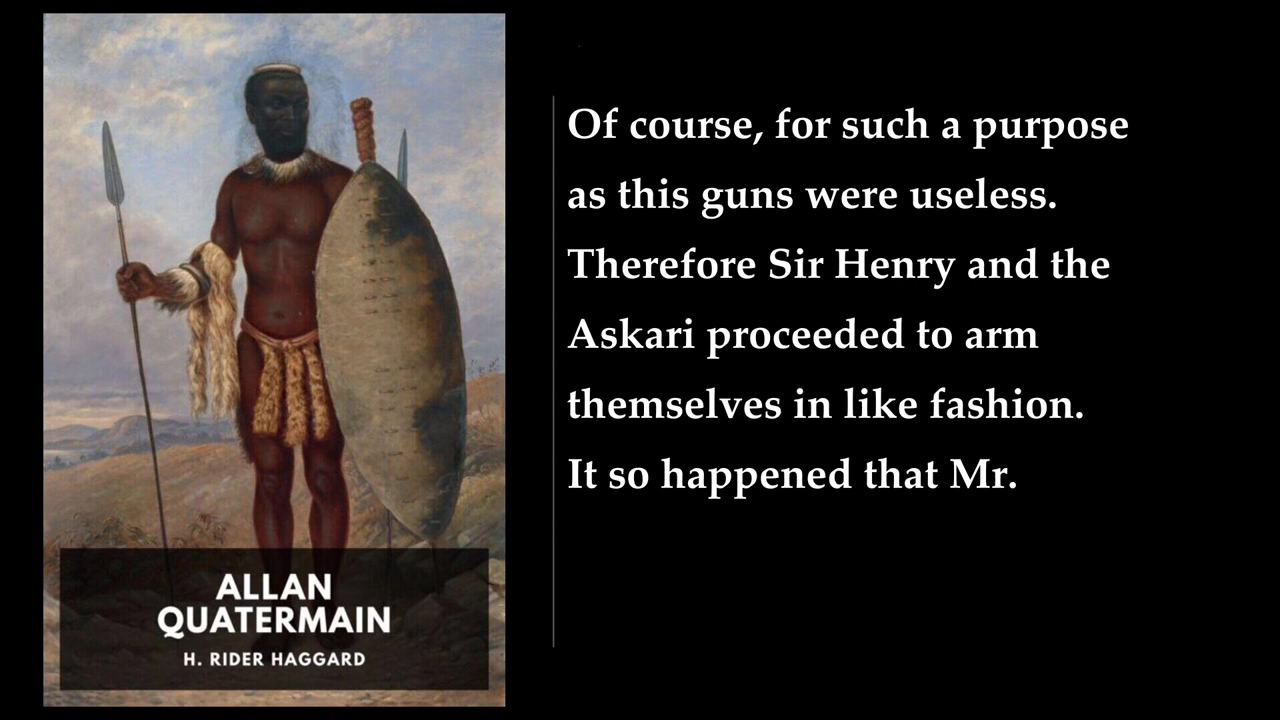 Of course, for such a purpose
as this guns were useless.
Therefore Sir Henry and the
Askari proceeded to arm
themselves in like fashion.
It so happened that Mr.
ALLAN
QUATERMAIN
H. RIDER HAGGARD